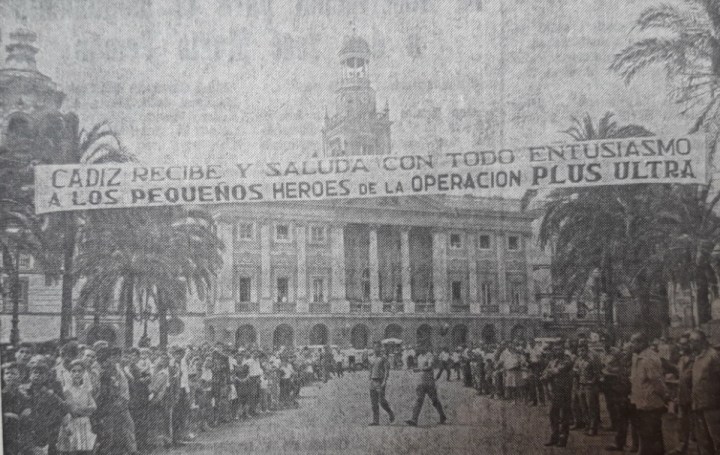 CADIZ RECIBE Y SALUDA CON TODO ENTUSIASMO
A LOS PEQUEÑOS HEROES DE LA OPERACION PLUS ULTRA